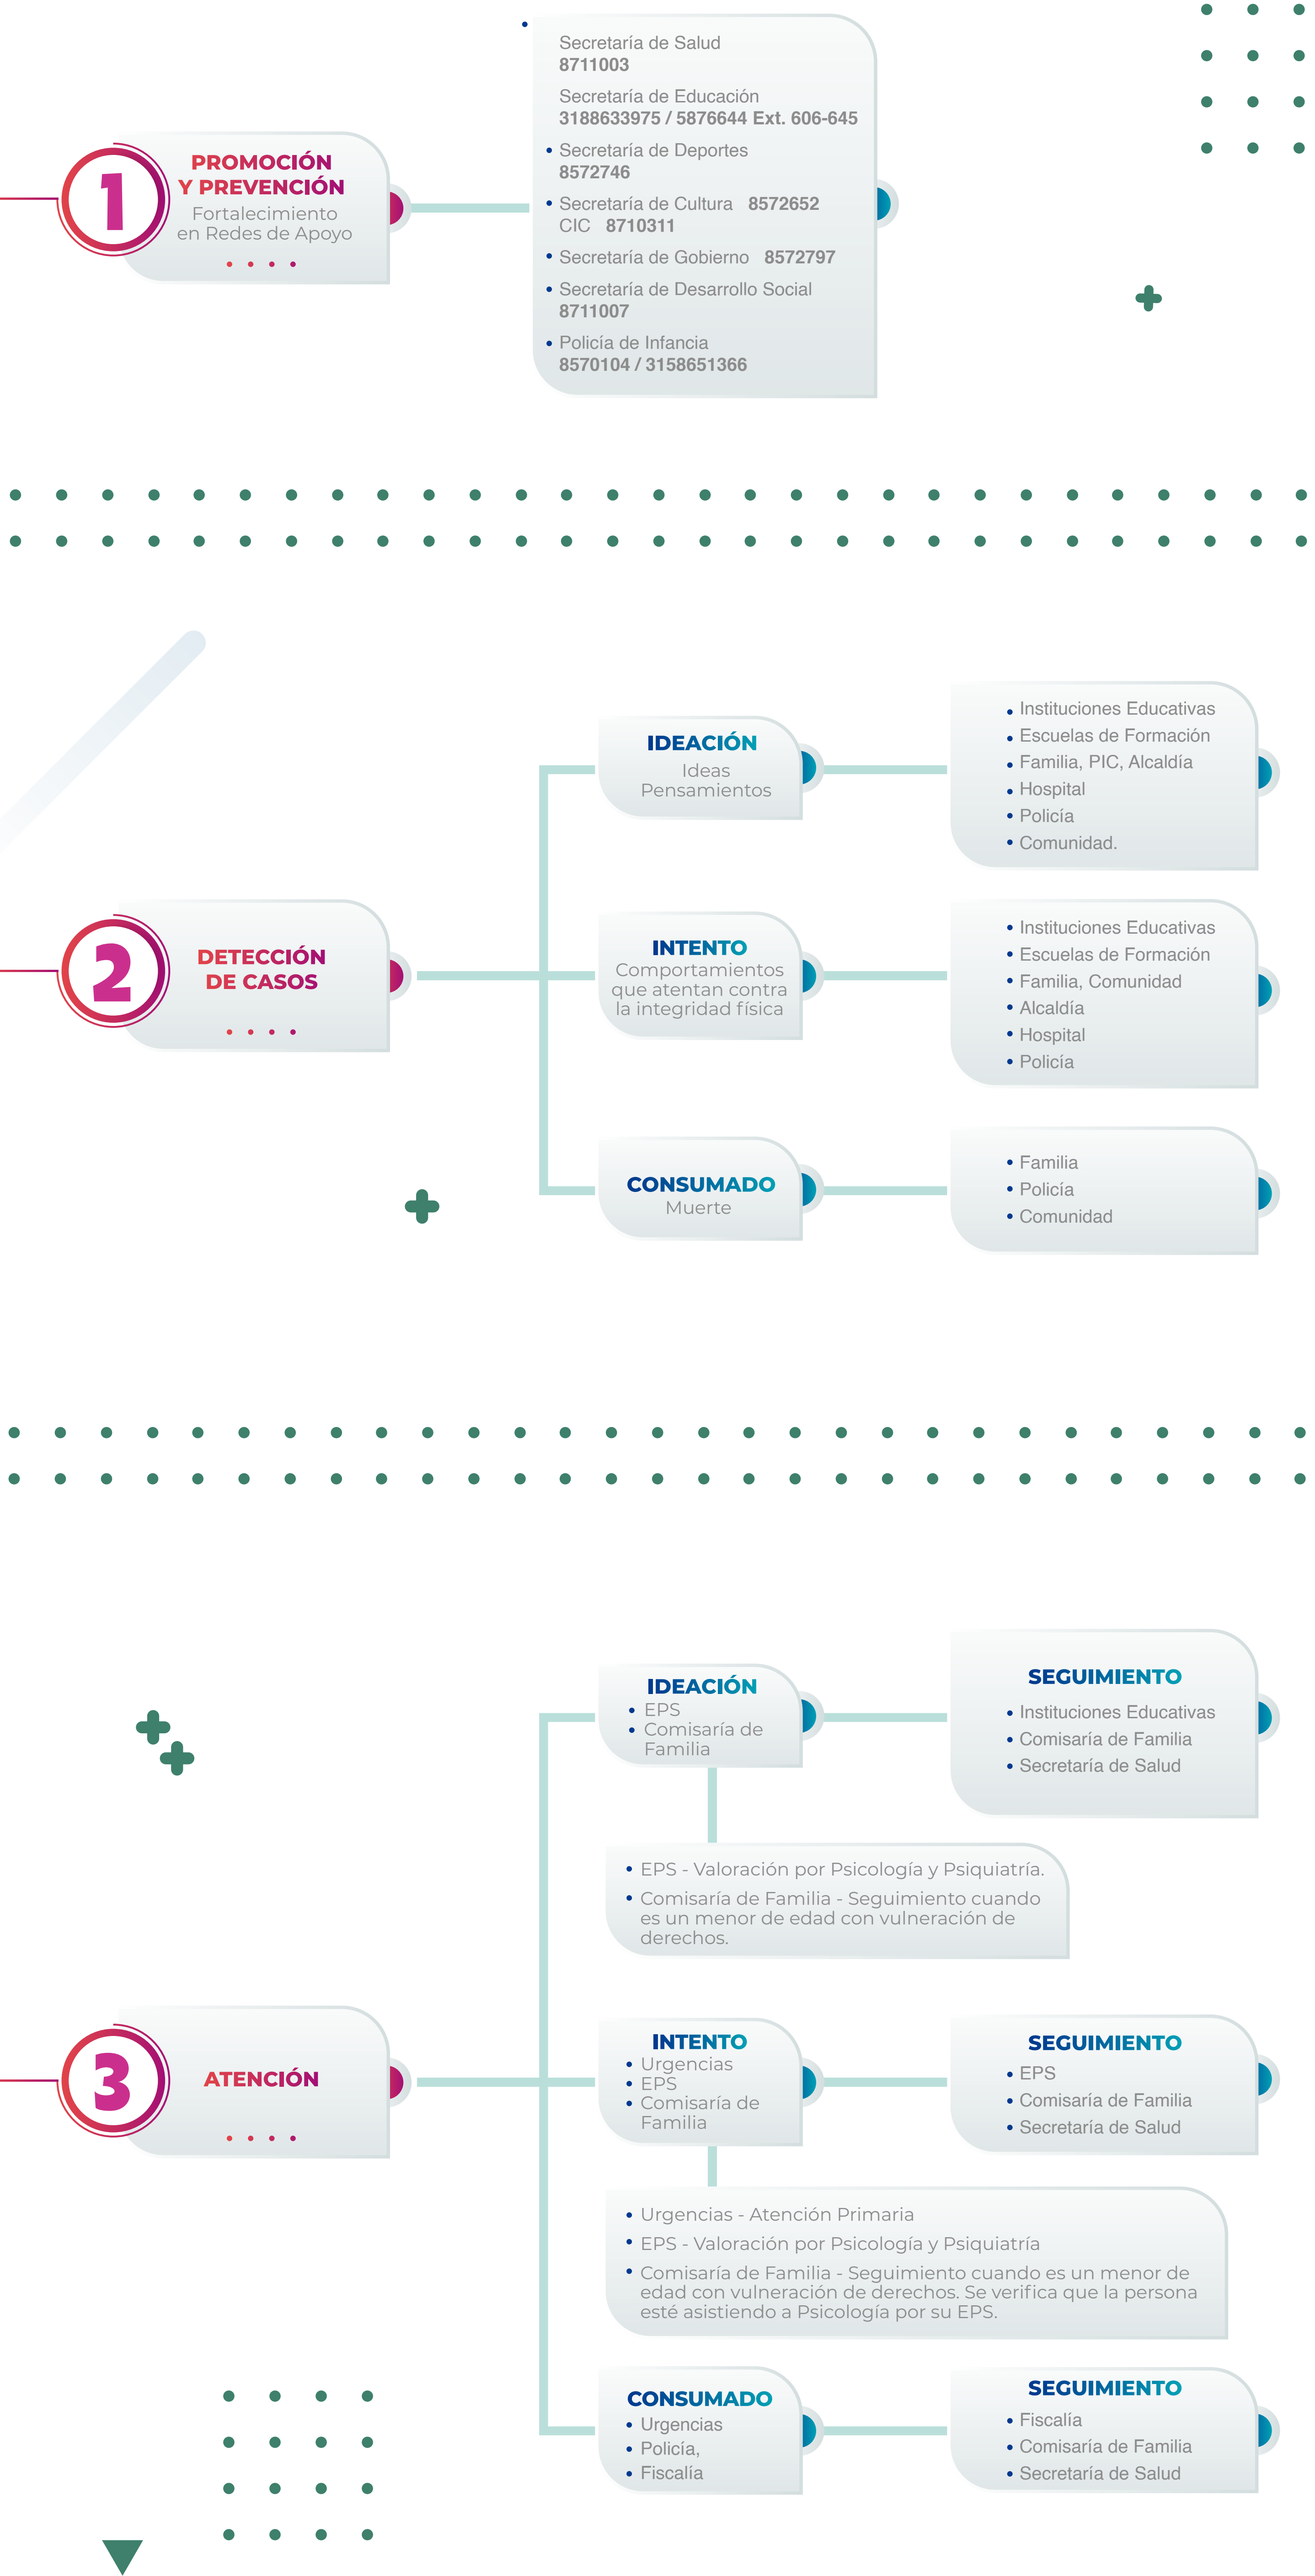 1
PROMOCIÓN
Y PREVENCIÓN
Fortalecimiento
en Redes de Apoyo
Secretaría de Salud
8711003
Secretaría de Educación
3188633975 / 5876644 Ext. 606-645
• Secretaría de Deportes
8572746
• Secretaría de Cultura 8572652
CIC 8710311
• Secretaría de Gobierno 8572797
• Secretaría de Desarrollo Social
8711007
• Policía de Infancia
8570104 / 3158651366
2
DETECCIÓN
DE CASOS
IDEACIÓN
Ideas
Pensamientos
• Instituciones Educativas
• Escuelas de Formación
• Familia, PIC, Alcaldía
• Hospital
• Policía
• Comunidad.
INTENTO
Comportamientos
que atentan contra
la integridad física
• Instituciones Educativas
• Escuelas de Formación
• Familia, Comunidad
• Alcaldía
• Hospital
• Policía
CONSUMADO
Muerte
• Familia
• Policía
• Comunidad
3
ATENCIÓN
IDEACIÓN
• EPS
• Comisaría de
Familia
SEGUIMIENTO
• Instituciones Educativas
• Comisaría de Familia
• Secretaría de Salud
• EPS - Valoración por Psicología y Psiquiatría.
• Comisaría de Familia - Seguimiento cuando
es un menor de edad con vulneración de
derechos.
INTENTO
• Urgencias
• EPS
• Comisaría de
Familia
SEGUIMIENTO
• EPS
• Comisaría de Familia
• Secretaría de Salud
• Urgencias - Atención Primaria
• EPS - Valoración por Psicología y Psiquiatría
• Comisaría de Familia - Seguimiento cuando es un menor de
edad con vulneración de derechos. Se verifica que la persona
esté asistiendo a Psicología por su EPS.
CONSUMADO
• Urgencias
• Policía,
• Fiscalía
SEGUIMIENTO
• Fiscalía
• Comisaría de Familia
• Secretaría de Salud